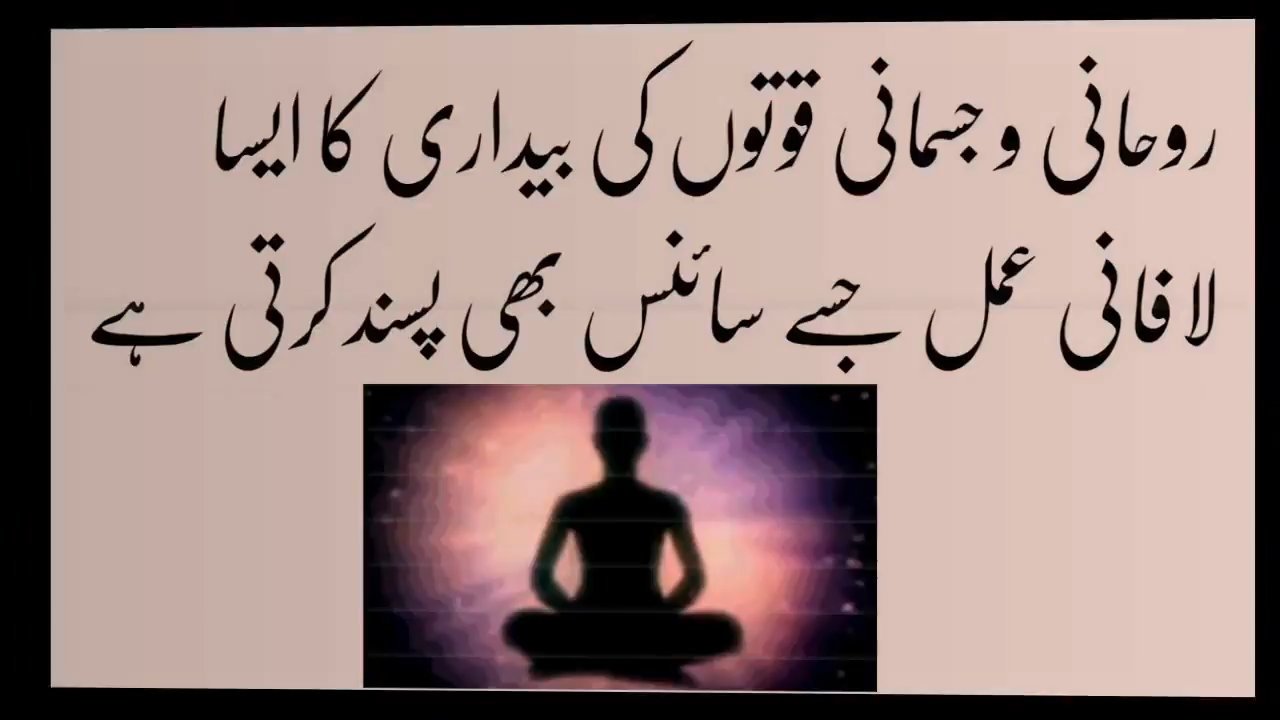 روحانی و جسمانی قوتوں کی بیداری کا ایسا
لافانی عمل جسے سائنس بھی پسند کرتی ہے